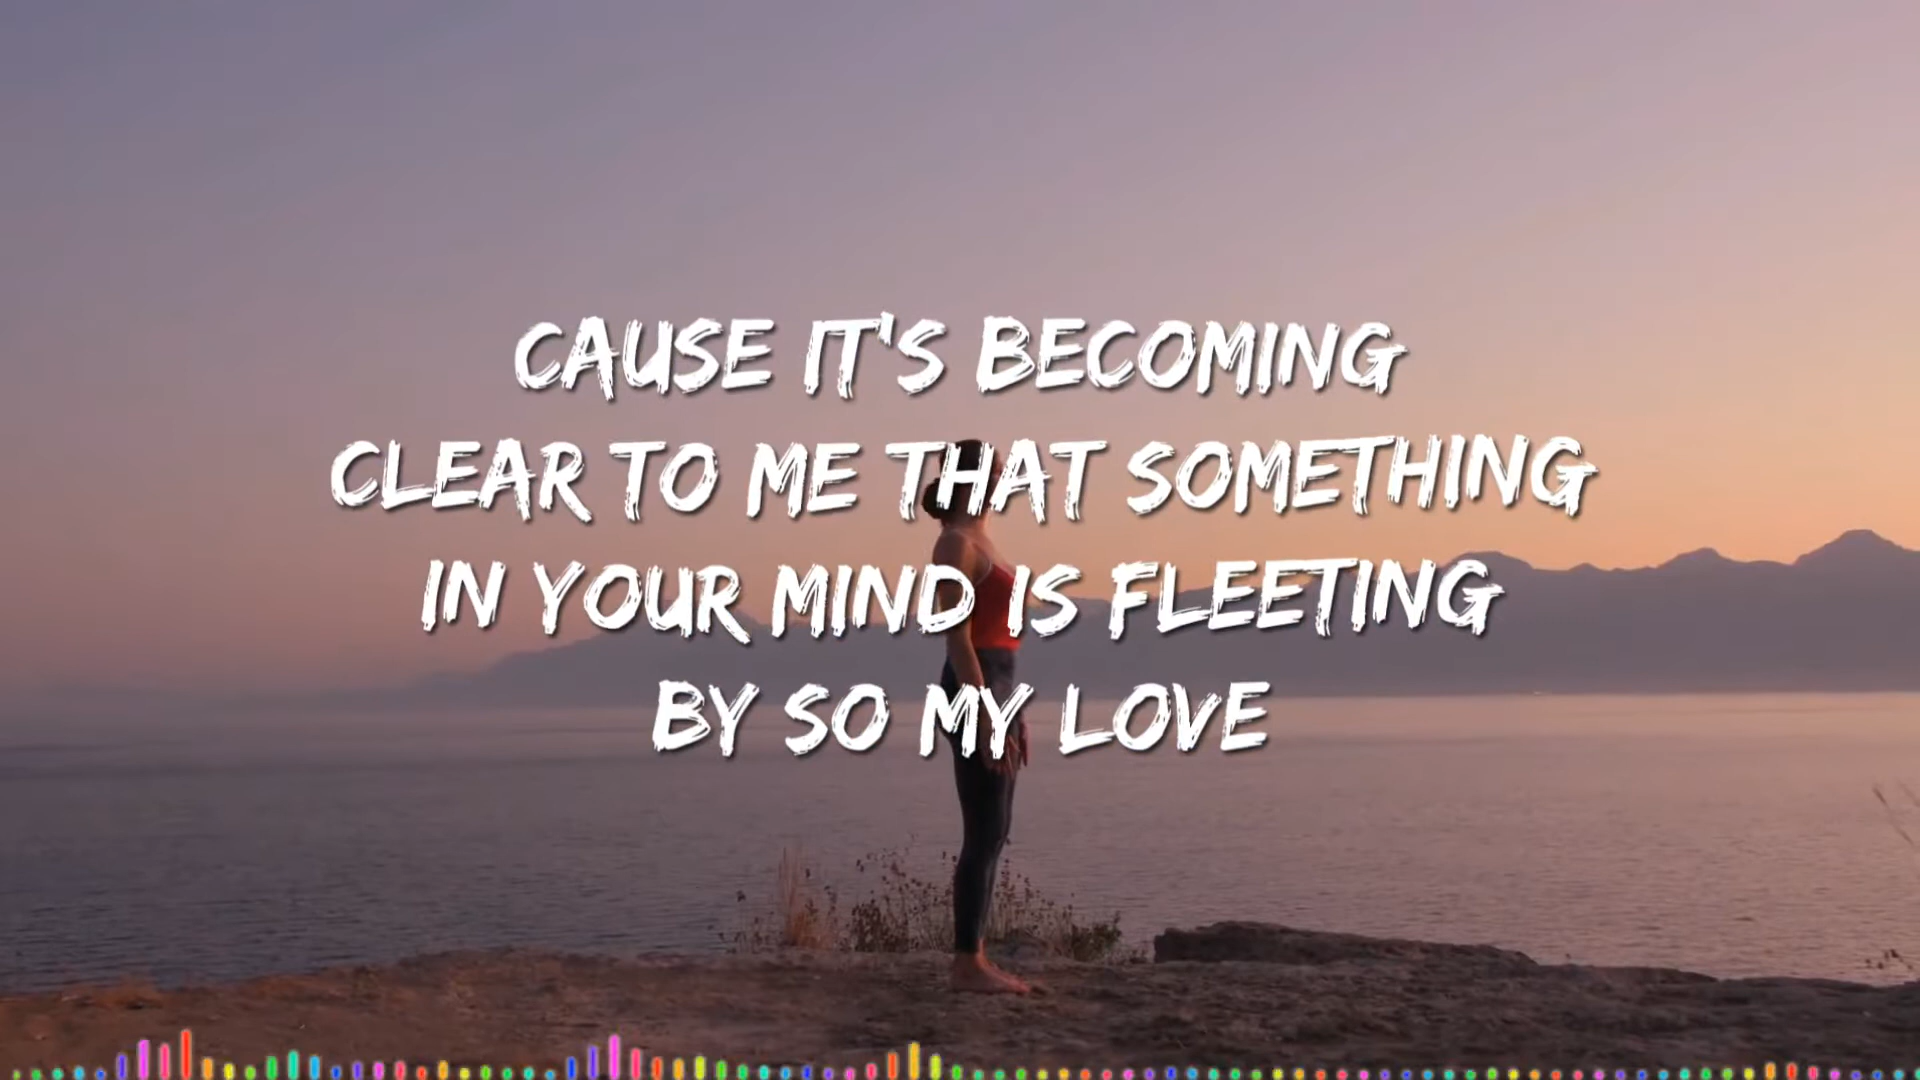 CAUSE IT'S BECOMING
CLEAR TO ME THAT SOMETHING
IN YOUR MIND IS FLEETING
BY SO MY LOVE